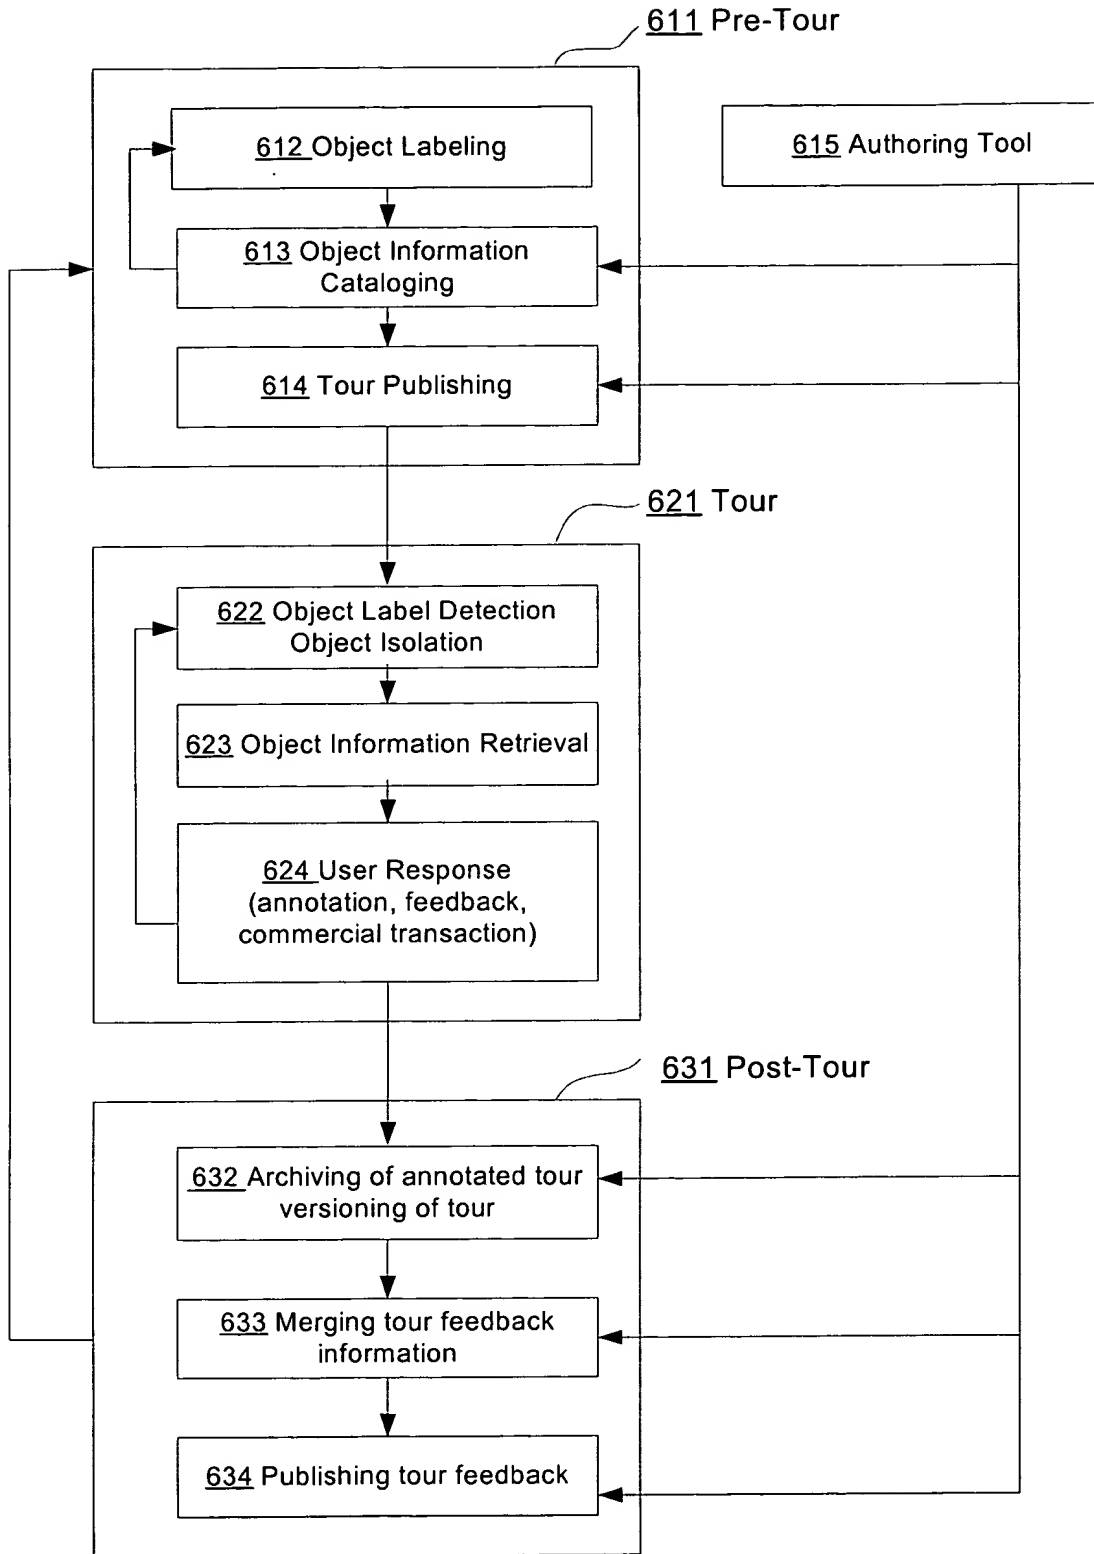 611 Pre-Tour
612 Object Labeling
615 Authoring Tool
613 Object Information
Cataloging
614 Tour Publishing
621 Tour
622 Object Label Detection
Object Isolation
623 Object Information Retrieval
624 User Response
(annotation, feedback,
commercial transaction)
631 Post-Tour
632 Archiving of annotated tour
versioning of tour
633 Merging tour feedback
information
634 Publishing tour feedback